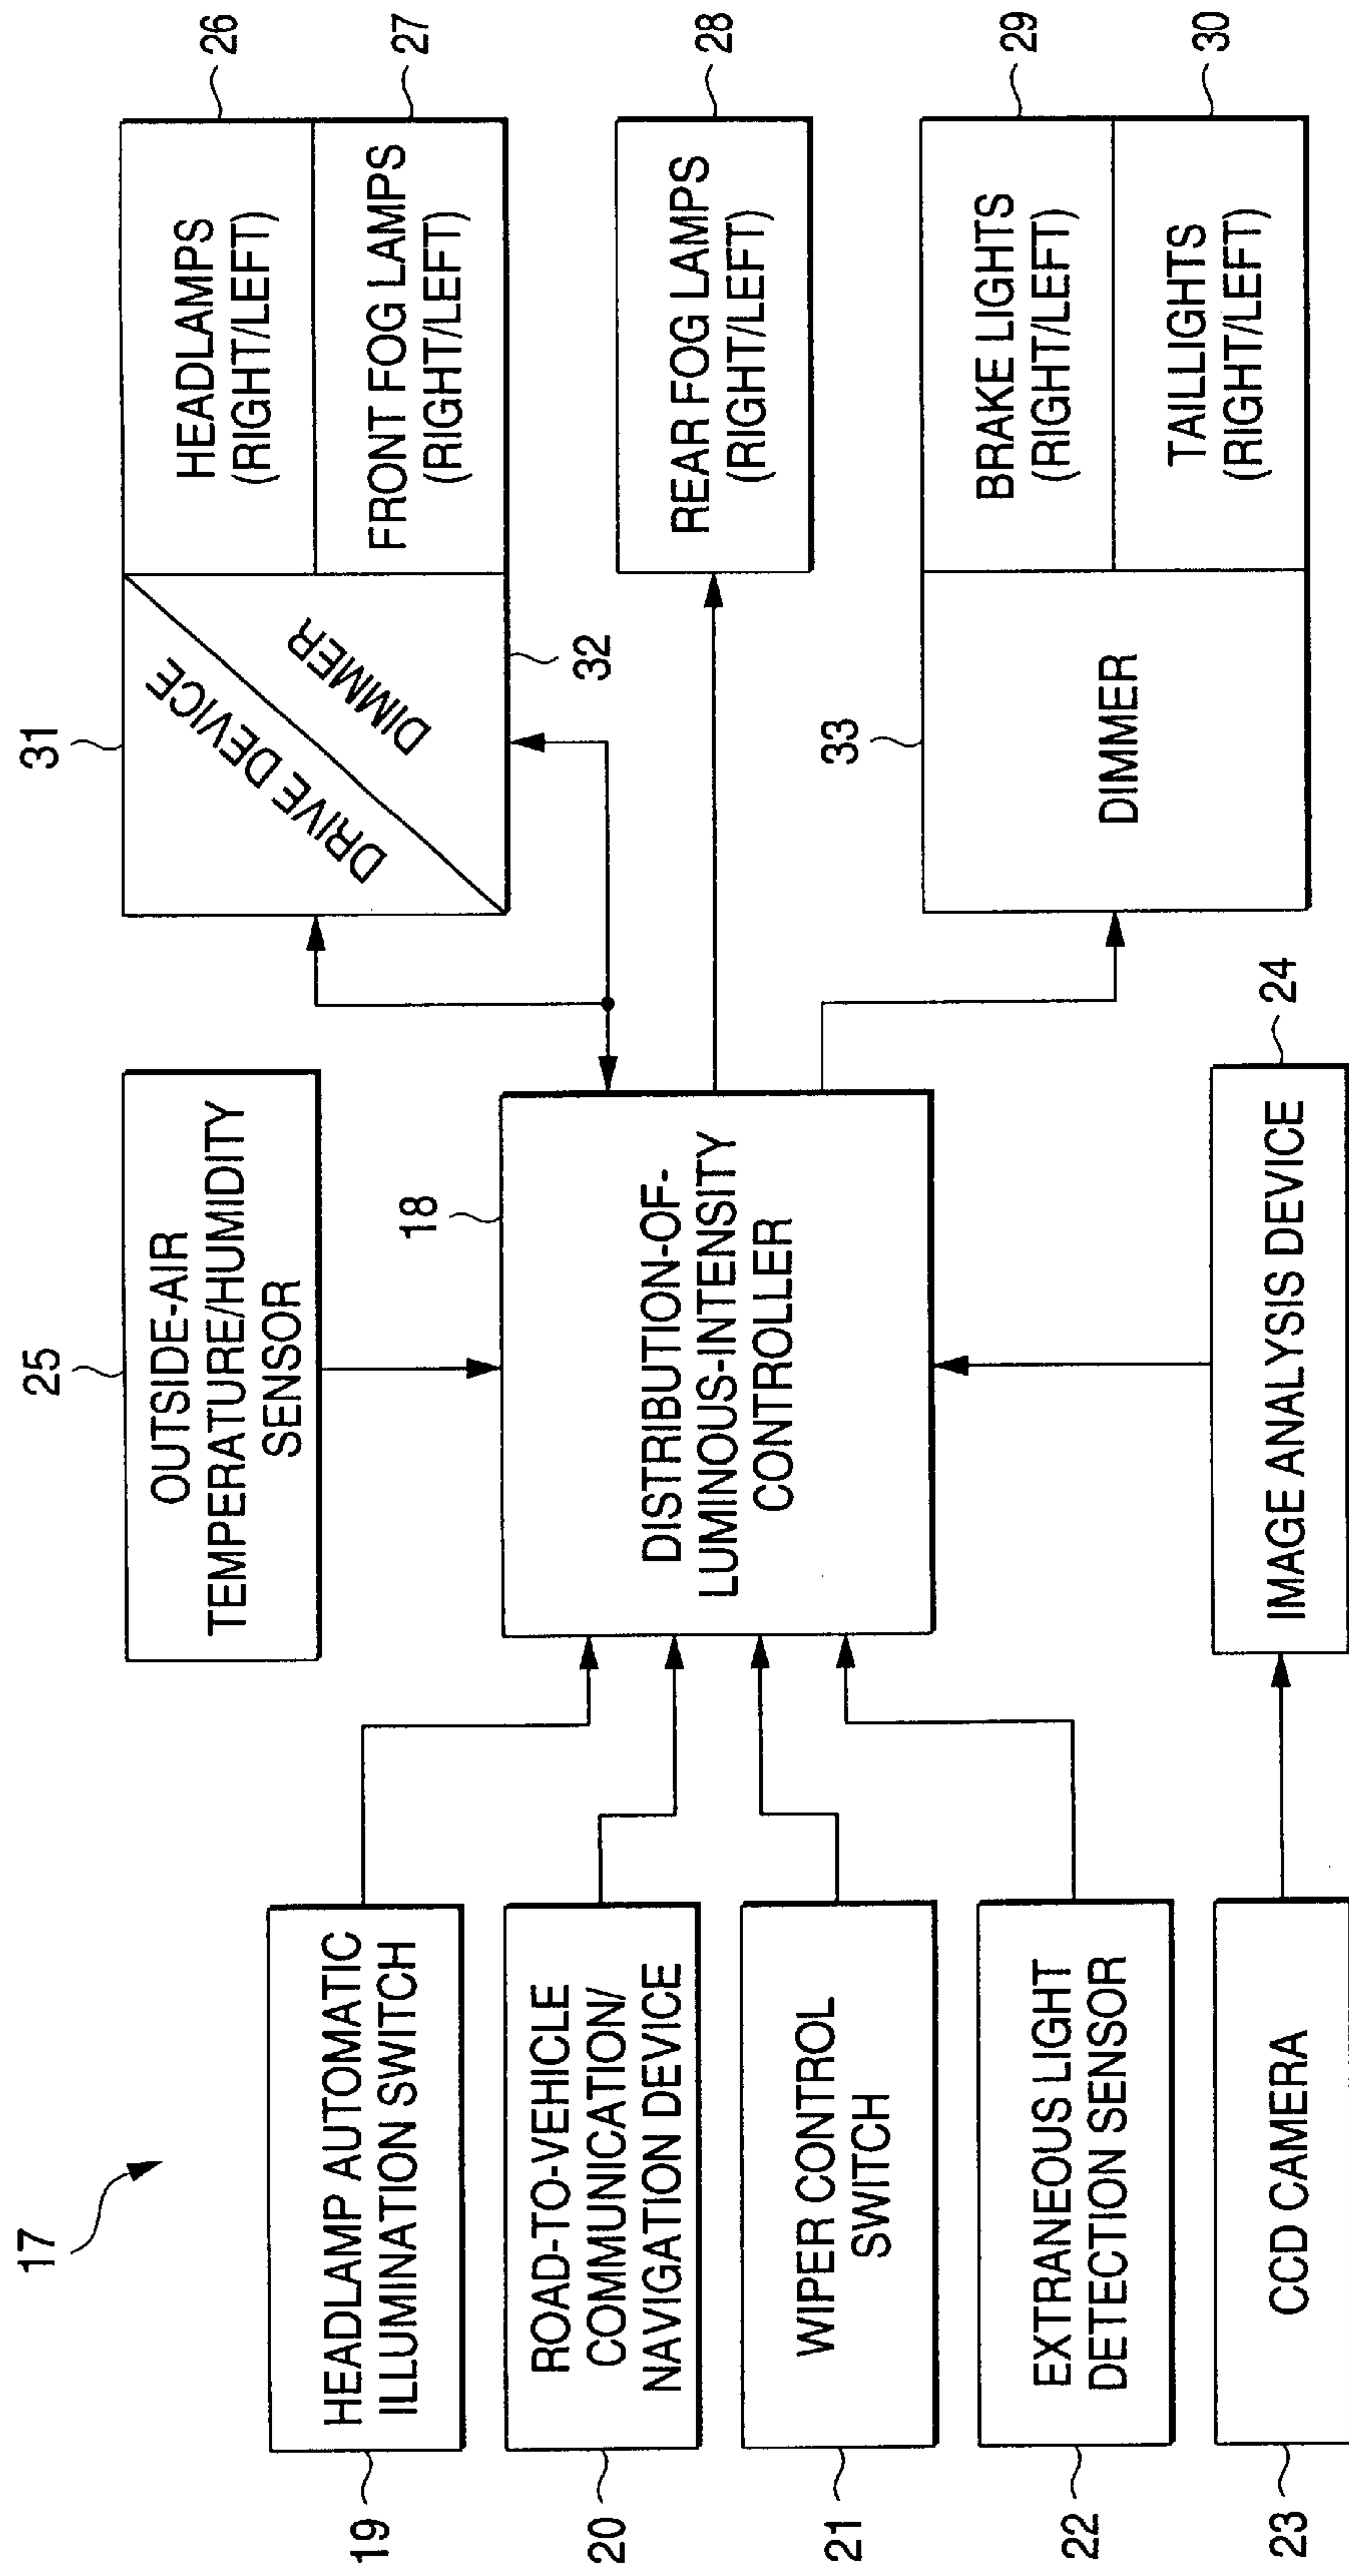 17
19
HEADLAMP AUTOMATIC
ILLUMINATION SWITCH
20
ROAD-TO-VEHICLE
COMMUNICATION/
NAVIGATION DEVICE
21
WIPER CONTROL
SWITCH
22
EXTRANEOUS LIGHT
DETECTION SENSOR
23
CCD CAMERA
25
OUTSIDE-AIR
TEMPERATURE/HUMIDITY
SENSOR
18
DISTRIBUTION-OF-
LUMINOUS-INTENSITY
CONTROLLER
24
IMAGE ANALYSIS DEVICE
31
DRIVE DEVICE
DIMMER
32
HEADLAMPS
(RIGHT/LEFT)
26
FRONT FOG LAMPS
(RIGHT/LEFT)
27
REAR FOG LAMPS
(RIGHT/LEFT)
28
33
DIMMER
BRAKE LIGHTS
(RIGHT/LEFT)
29
TAILLIGHTS
(RIGHT/LEFT)
30